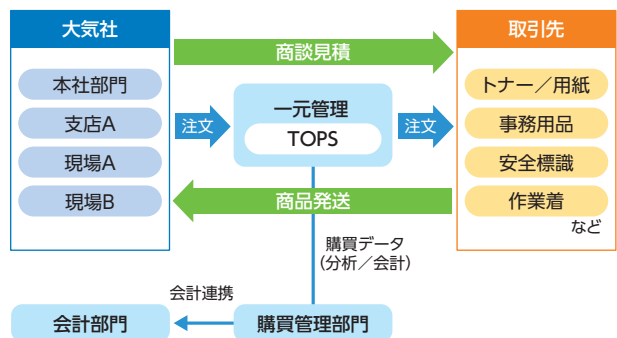 大気社
本社部門
支店A
現場A
現場B
商談見積
注文
一元管理
TOPS
注文
商品発送
取引先
トナー／用紙
事務用品
安全標識
作業着
など
購買データ
(分析／会計)
会計連携
会計部門
購買管理部門